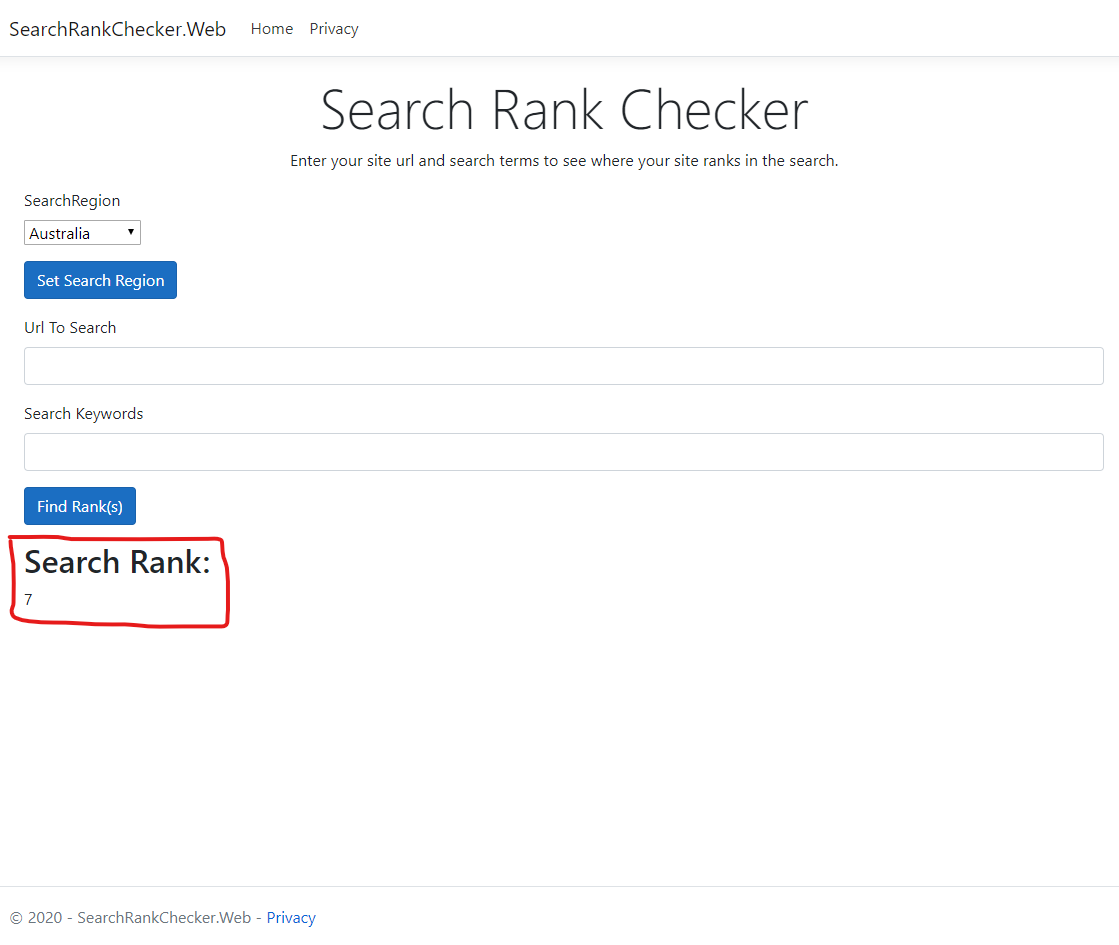 SearchRankChecker.Web Home Privacy
Search Rank Checker
Enter your site url and search terms to see where your site ranks in the search.
SearchRegion
Australia
Set Search Region
Url To Search
Search Keywords
Find Rank(s)
Search Rank:
7
© 2020 - SearchRankChecker.Web - Privacy